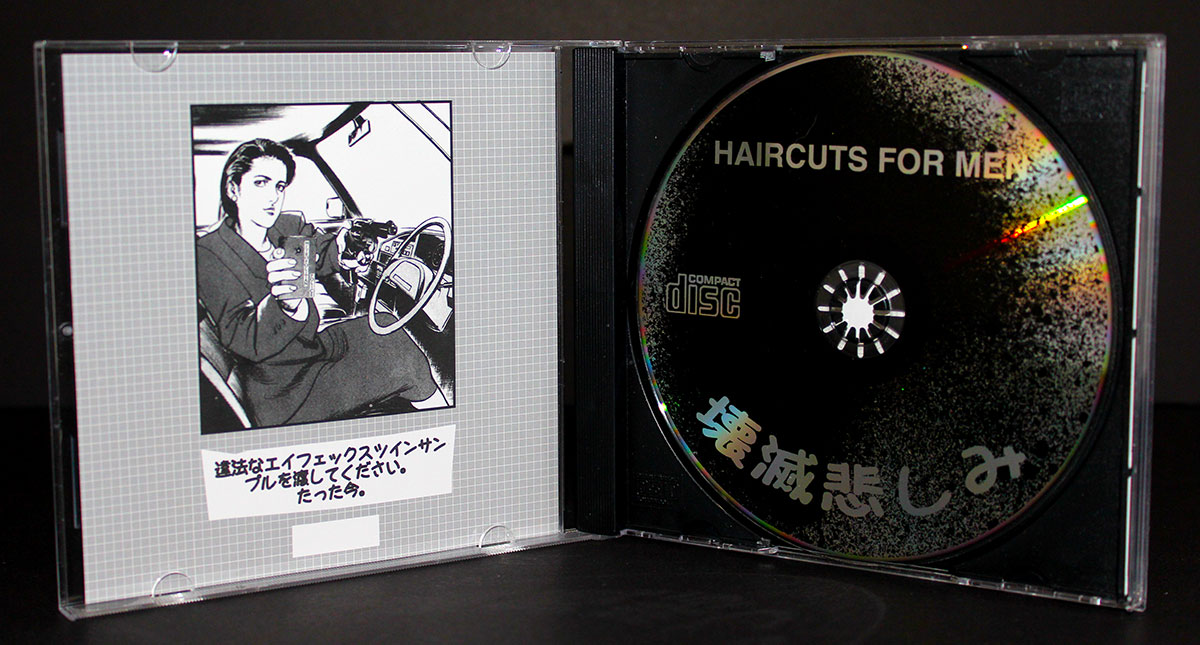 違法なエイフェックスツインサン
プルを渡してください。
たった今。
HAIRCUTS FOR MEN
COMPACT
disc
壊滅悲しみ